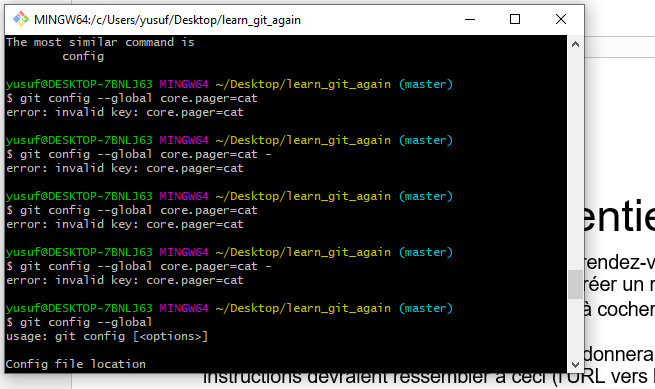 MINGW64:/c/Users/yusuf/Desktop/learn_git_again
The most similar command is
config
yusuf@DESKTOP-7BNLJ63 MINGW64 ~/Desktop/learn_git_again (master)
$ git config --global core.pager=cat
error: invalid key: core.pager=cat
yusuf@DESKTOP-7BNLJ63 MINGW64 ~/Desktop/learn_git_again (master)
$ git config --global core.pager=cat -
error: invalid key: core.pager=cat
yusuf@DESKTOP-7BNLJ63 MINGW64 ~/Desktop/learn_git_again (master)
$ git config --global core.pager=cat
error: invalid key: core.pager=cat
yusuf@DESKTOP-7BNLJ63 MINGW64 ~/Desktop/learn_git_again (master)
$ git config --global core.pager=cat -
error: invalid key: core.pager=cat
yusuf@DESKTOP-7BNLJ63 MINGW64 ~/Desktop/learn_git_again (master)
$ git config --global
usage: git config [<options>]
Config file location
entie
rendez-v
réer un r
à cocher
donnera
instructions devraient ressembler à ceci (l'URL vers l